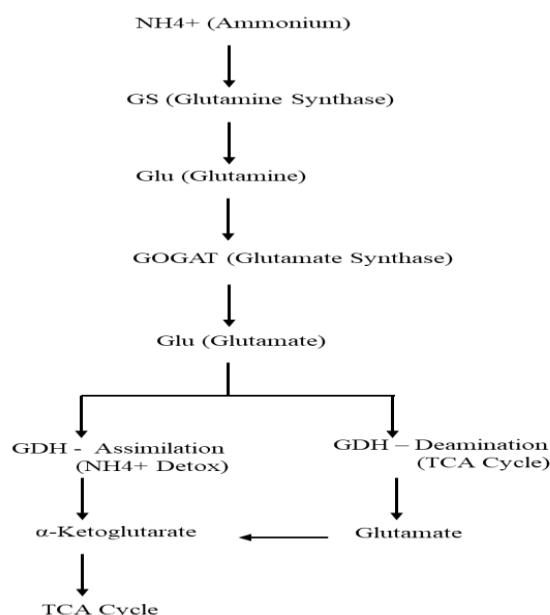 NH4+ (Ammonium)
GS (Glutamine Synthase)
Glu (Glutamine)
GOGAT (Glutamate Synthase)
Glu (Glutamate)
GDH - Assimilation
(NH4+ Detox)
GDH – Deamination
(TCA Cycle)
α-Ketoglutarate
Glutamate
TCA Cycle